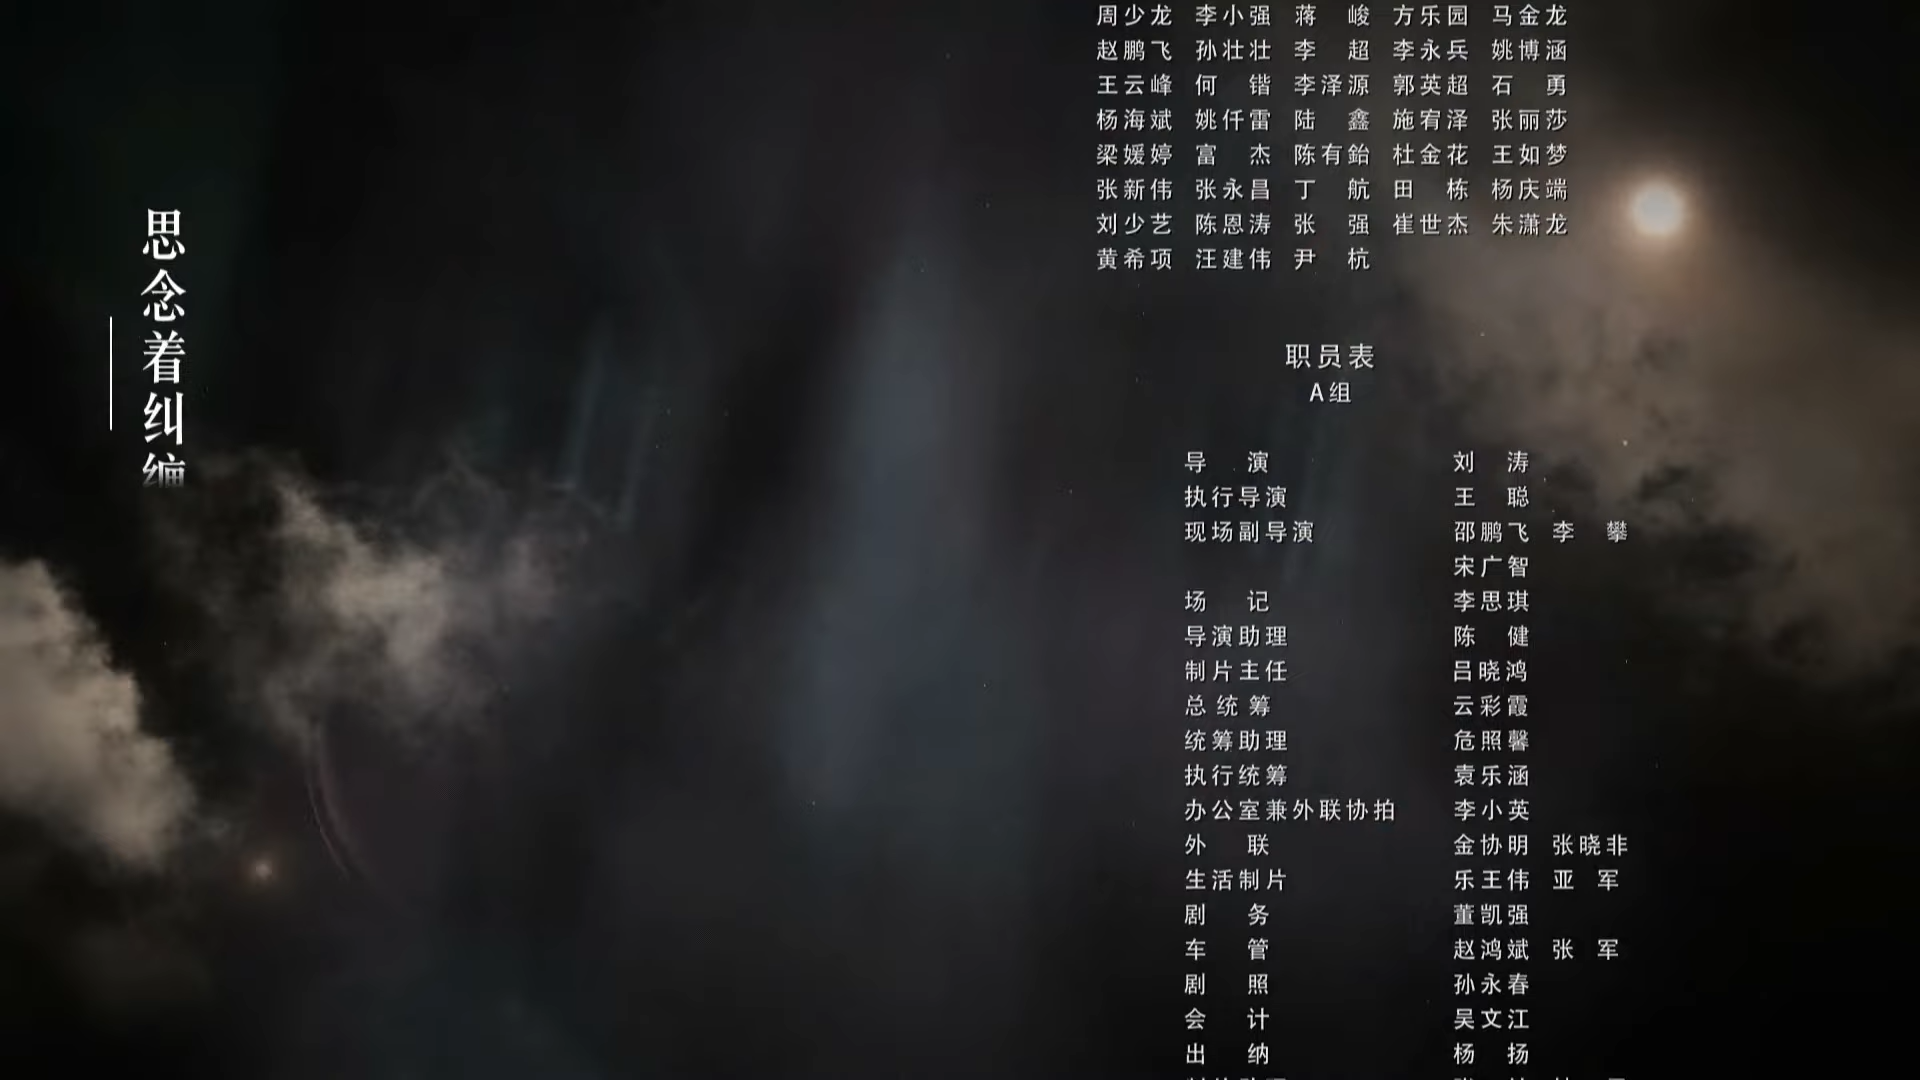 思念着纠缠
周少龙 李小强 蒋峻 方乐园 马金龙
赵鹏飞 孙壮壮 李超 李永兵 姚博涵
王云峰 何锴 李泽源 郭英超 石勇
杨海斌 姚仟雷 陆鑫 施宥泽 张丽莎
梁媛婷 富杰 陈有鈶 杜金花 王如梦
张新伟 张永昌 丁航 田栋 杨庆端
刘少艺 陈恩涛 张强 崔世杰 朱潇龙
黄希项 汪建伟 尹杭
职员表
A组
导演 刘涛
执行导演 王聪
现场副导演 邵鹏飞 李攀
宋广智
场记 李思琪
导演助理 陈健
制片主任 吕晓鸿
总统筹 云彩霞
统筹助理 危照馨
执行统筹 袁乐涵
办公室兼外联协拍 李小英
外联 金协明 张晓非
生活制片 乐王伟 亚军
剧务 董凯强
车管 赵鸿斌 张军
剧照 孙永春
会计 吴文江
出纳 杨扬